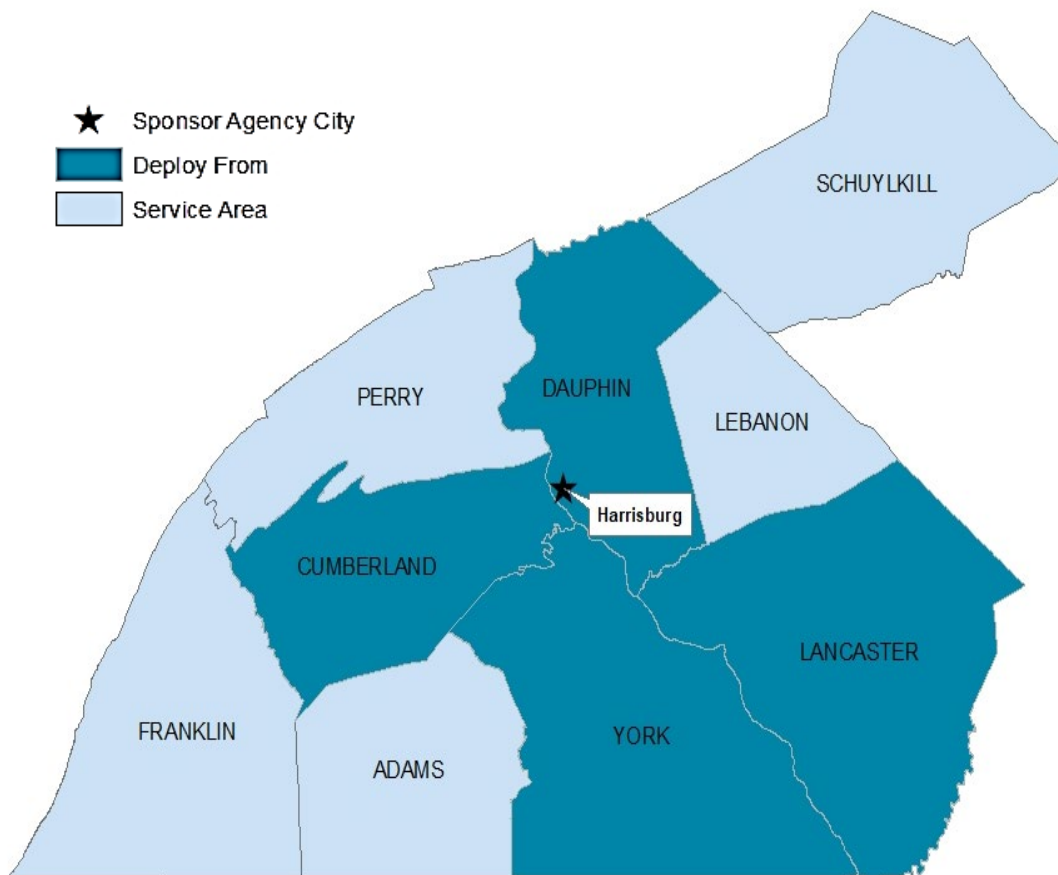 Sponsor Agency City
Deploy From
Service Area
SCHUYLKILL
PERRY
DAUPHIN
LEBANON
Harrisburg
CUMBERLAND
LANCASTER
FRANKLIN
YORK
ADAMS